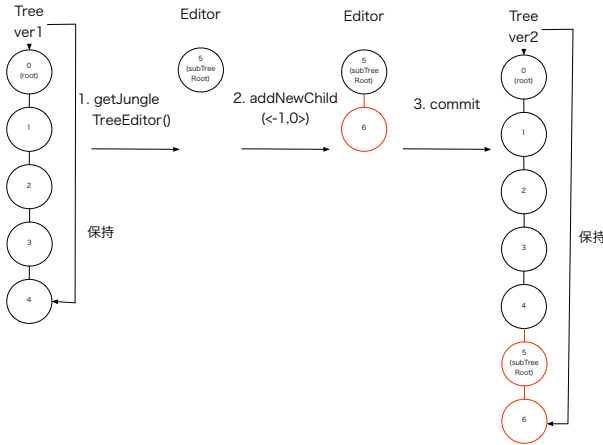 Tree
ver1
0
(root)
1
2
3
4
保持
1. getJungle
TreeEditor()
Editor
5
(subTree
Root)
2. addNewChild
(<-1,0>)
Editor
5
(subTree
Root)
6
3. commit
Tree
ver2
0
(root)
1
2
3
4
5
(subTree
Root)
6
保持